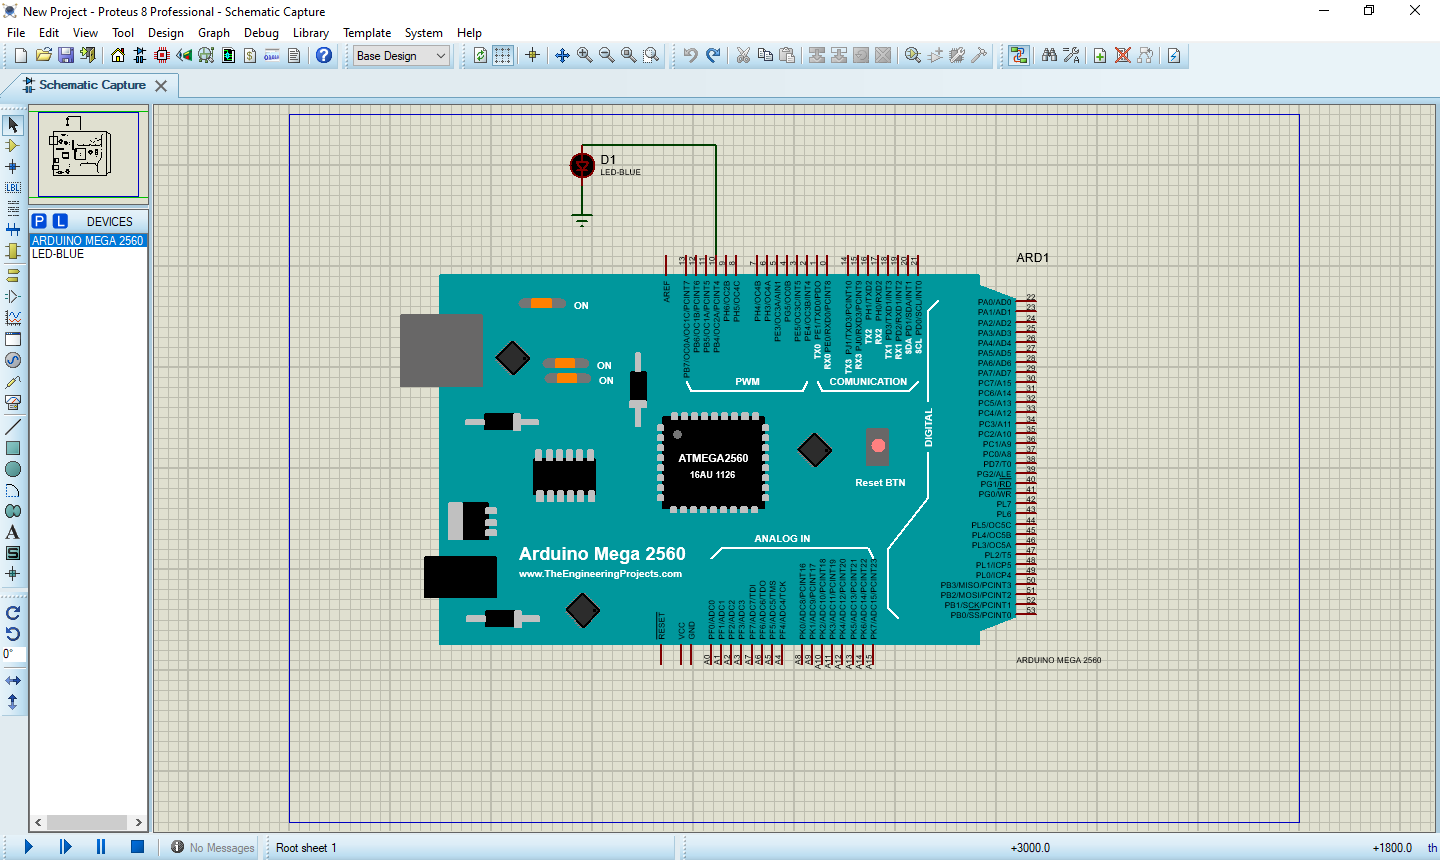 New Project - Proteus 8 Professional - Schematic Capture
File Edit View Tool Design Graph Debug Library Template System Help
Base Design
Schematic Capture
LBL
P L DEVICES
ARDUINO MEGA 2560
LED-BLUE
0°
D1
LED-BLUE
ARD1
13 12 11 10 9 8 7 6 5 4 3 2 1 0 14 15 16 17 18 19 20 21
AREF
PB7/OC0A/OC1C/PCINT7
PB6/OC1B/PCINT6
PB5/OC1A/PCINT5
PB4/OC2A/PCINT4
PH6/OC2B
PH5/OC4C
PH4/OC4B
PH3/OC4A
PE3/OC3A/AIN1
PG5/OC0B
PE5/OC3C/INT5
PE4/OC3B/INT4
TX0 PE1/TXD0/PDO
RX0 PE0/RXD0/PCINT8
TX3 PJ1/TXD3/PCINT10
RX3 PJ0/RXD3/PCINT9
TX2 PH1/TXD2
RX2 PH0/RXD2
TX1 PD3/TXD1/INT3
RX1 PD2/RXD1/INT2
SDA PD1/SDA/INT1
SCL PD0/SCL/INT0
ON
ON
ON
PWM
COMUNICATION
DIGITAL
ATMEGA2560
16AU 1126
Reset BTN
ANALOG IN
Arduino Mega 2560
www.TheEngineeringProjects.com
PA0/AD0 22
PA1/AD1 23
PA2/AD2 24
PA3/AD3 25
PA4/AD4 26
PA5/AD5 27
PA6/AD6 28
PA7/AD7 29
PC7/A15 30
PC6/A14 31
PC5/A13 32
PC4/A12 33
PC3/A11 34
PC2/A10 35
PC1/A9 36
PC0/A8 37
PD7/T0 38
PG2/ALE 39
PG1/RD 40
PG0/WR 41
PL7 42
PL6 43
PL5/OC5C 44
PL4/OC5B 45
PL3/OC5A 46
PL2/T5 47
PL1/ICP5 48
PL0/ICP4 49
PB3/MISO/PCINT3 50
PB2/MOSI/PCINT2 51
PB1/SCK/PCINT1 52
PB0/SS/PCINT0 53
RESET
VCC
GND
PF0/ADC0
PF1/ADC1
PF2/ADC2
PF3/ADC3
PF7/ADC7/TDI
PF6/ADC6/TDO
PF5/ADC5/TMS
PF4/ADC4/TCK
PK0/ADC8/PCINT16
PK1/ADC9/PCINT17
PK2/ADC10/PCINT18
PK3/ADC11/PCINT19
PK4/ADC12/PCINT20
PK5/ADC13/PCINT21
PK6/ADC14/PCINT22
PK7/ADC15/PCINT23
A0 A1 A2 A3 A7 A6 A5 A4 A8 A9 A10 A11 A12 A13 A14 A15
ARDUINO MEGA 2560
No Messages Root sheet 1 +3000.0 +1800.0 th